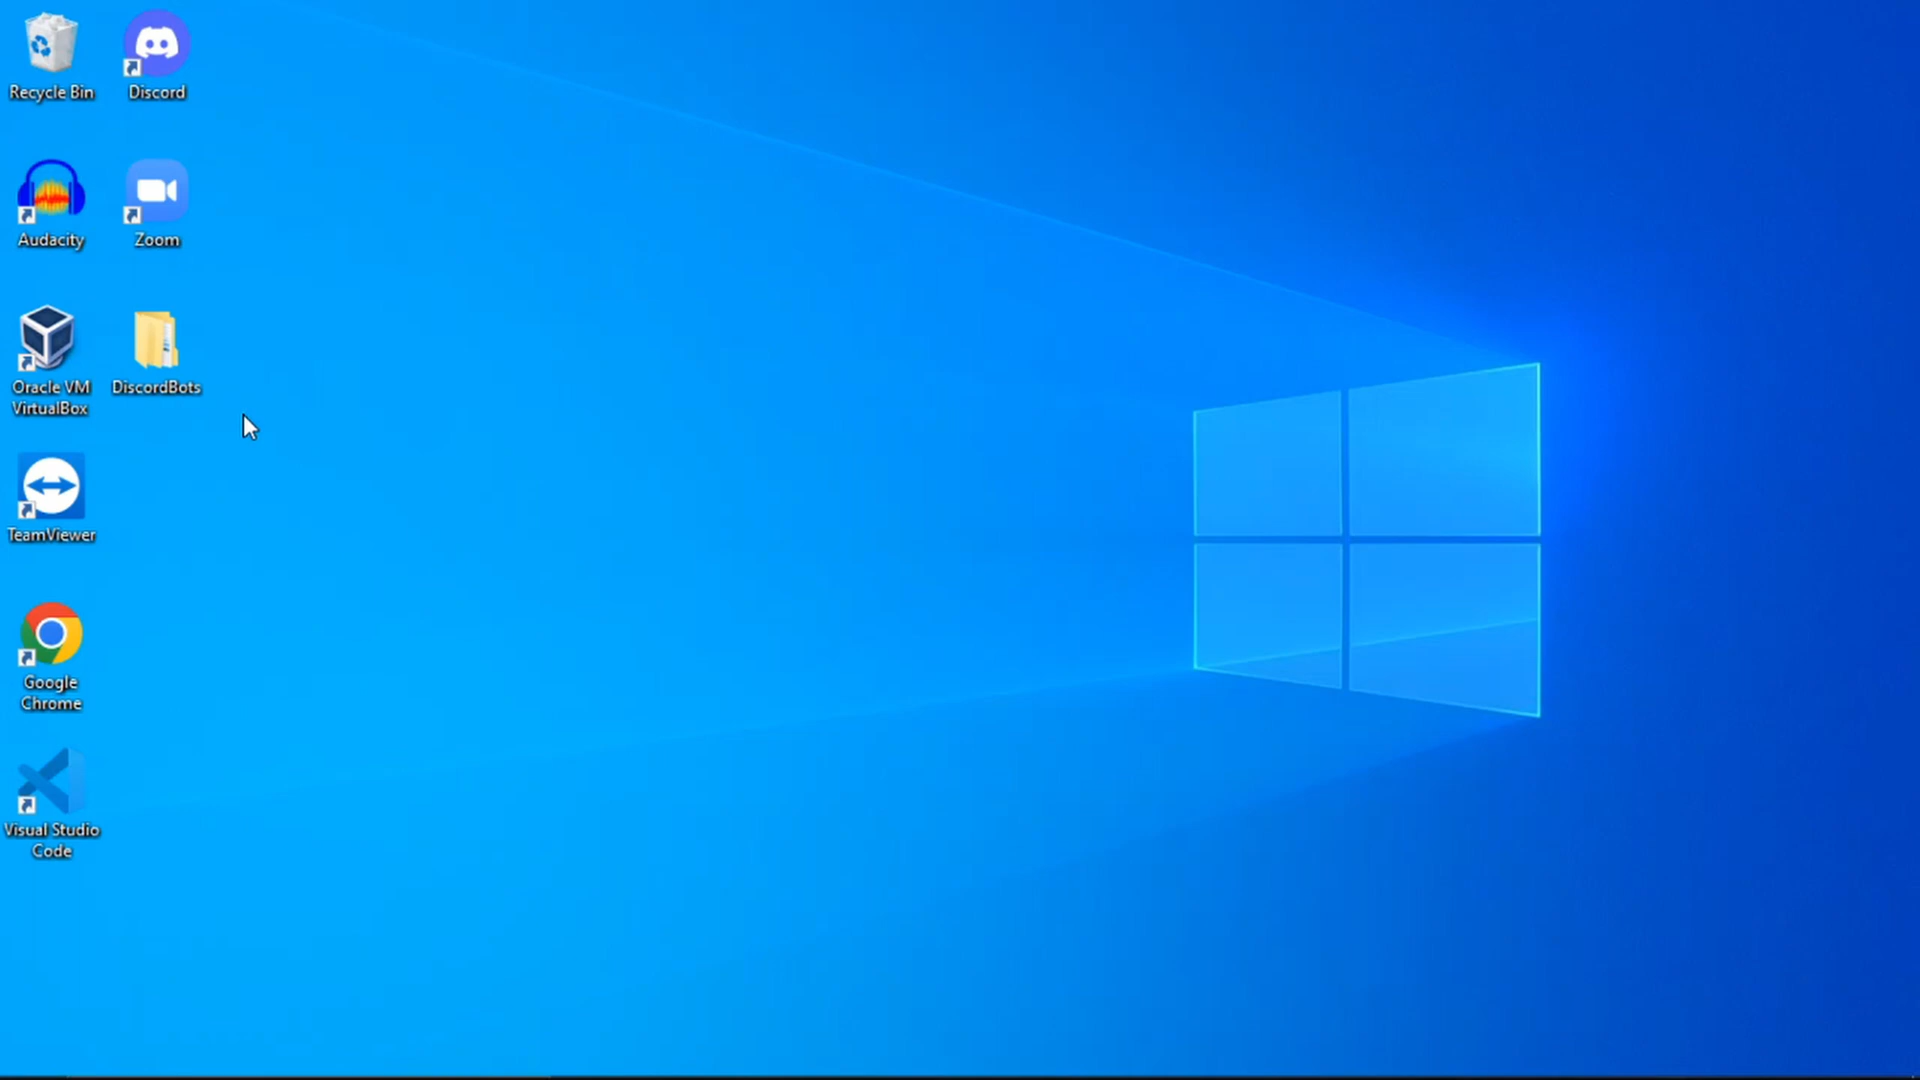 Recycle Bin
Discord
Audacity
Zoom
Oracle VM
VirtualBox
DiscordBots
TeamViewer
Google
Chrome
Visual Studio
Code